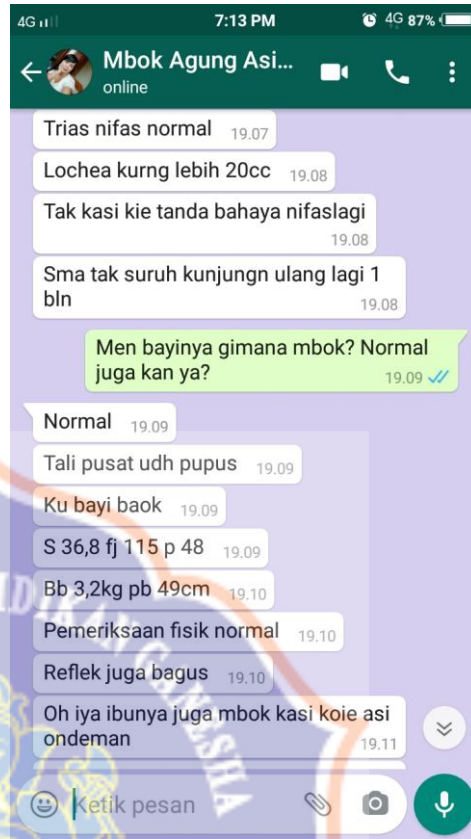 4G 7:13 PM 4G 87%
Mbok Agung Asi...
online
Trias nifas normal 19.07
Lochea kurng lebih 20cc 19.08
Tak kasi kie tanda bahaya nifaslagi
19.08
Sma tak suruh kunjungn ulang lagi 1
bln 19.08
Men bayinya gimana mbok? Normal
juga kan ya? 19.09
Normal 19.09
Tali pusat udh pupus 19.09
Ku bayi baok 19.09
S 36,8 fj 115 p 48 19.09
Bb 3,2kg pb 49cm 19.10
Pemeriksaan fisik normal 19.10
Reflek juga bagus 19.10
Oh iya ibunya juga mbok kasi koie asi
ondeman 19.11
Ketik pesan
DIKAN GANESHA